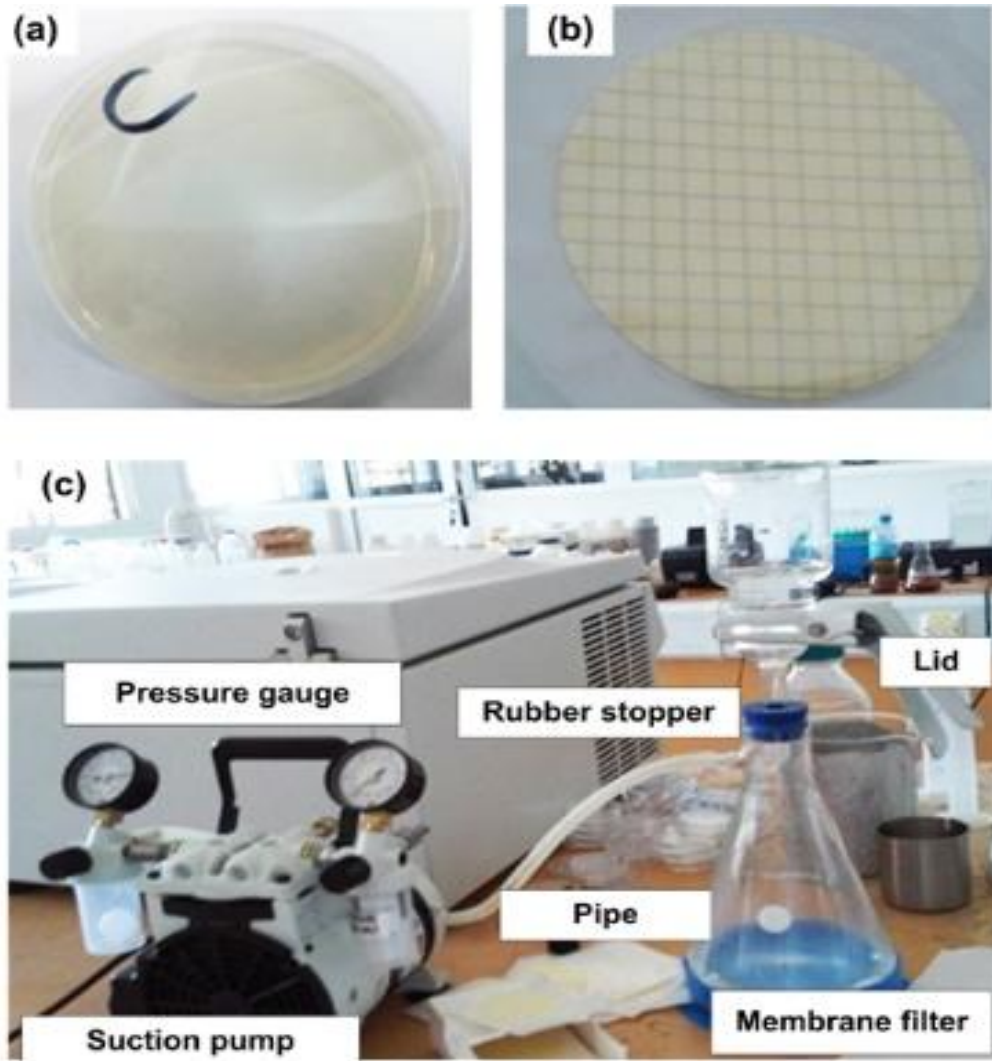 (a)
(b)
(c)
Pressure gauge
Lid
Rubber stopper
Pipe
Suction pump
Membrane filter